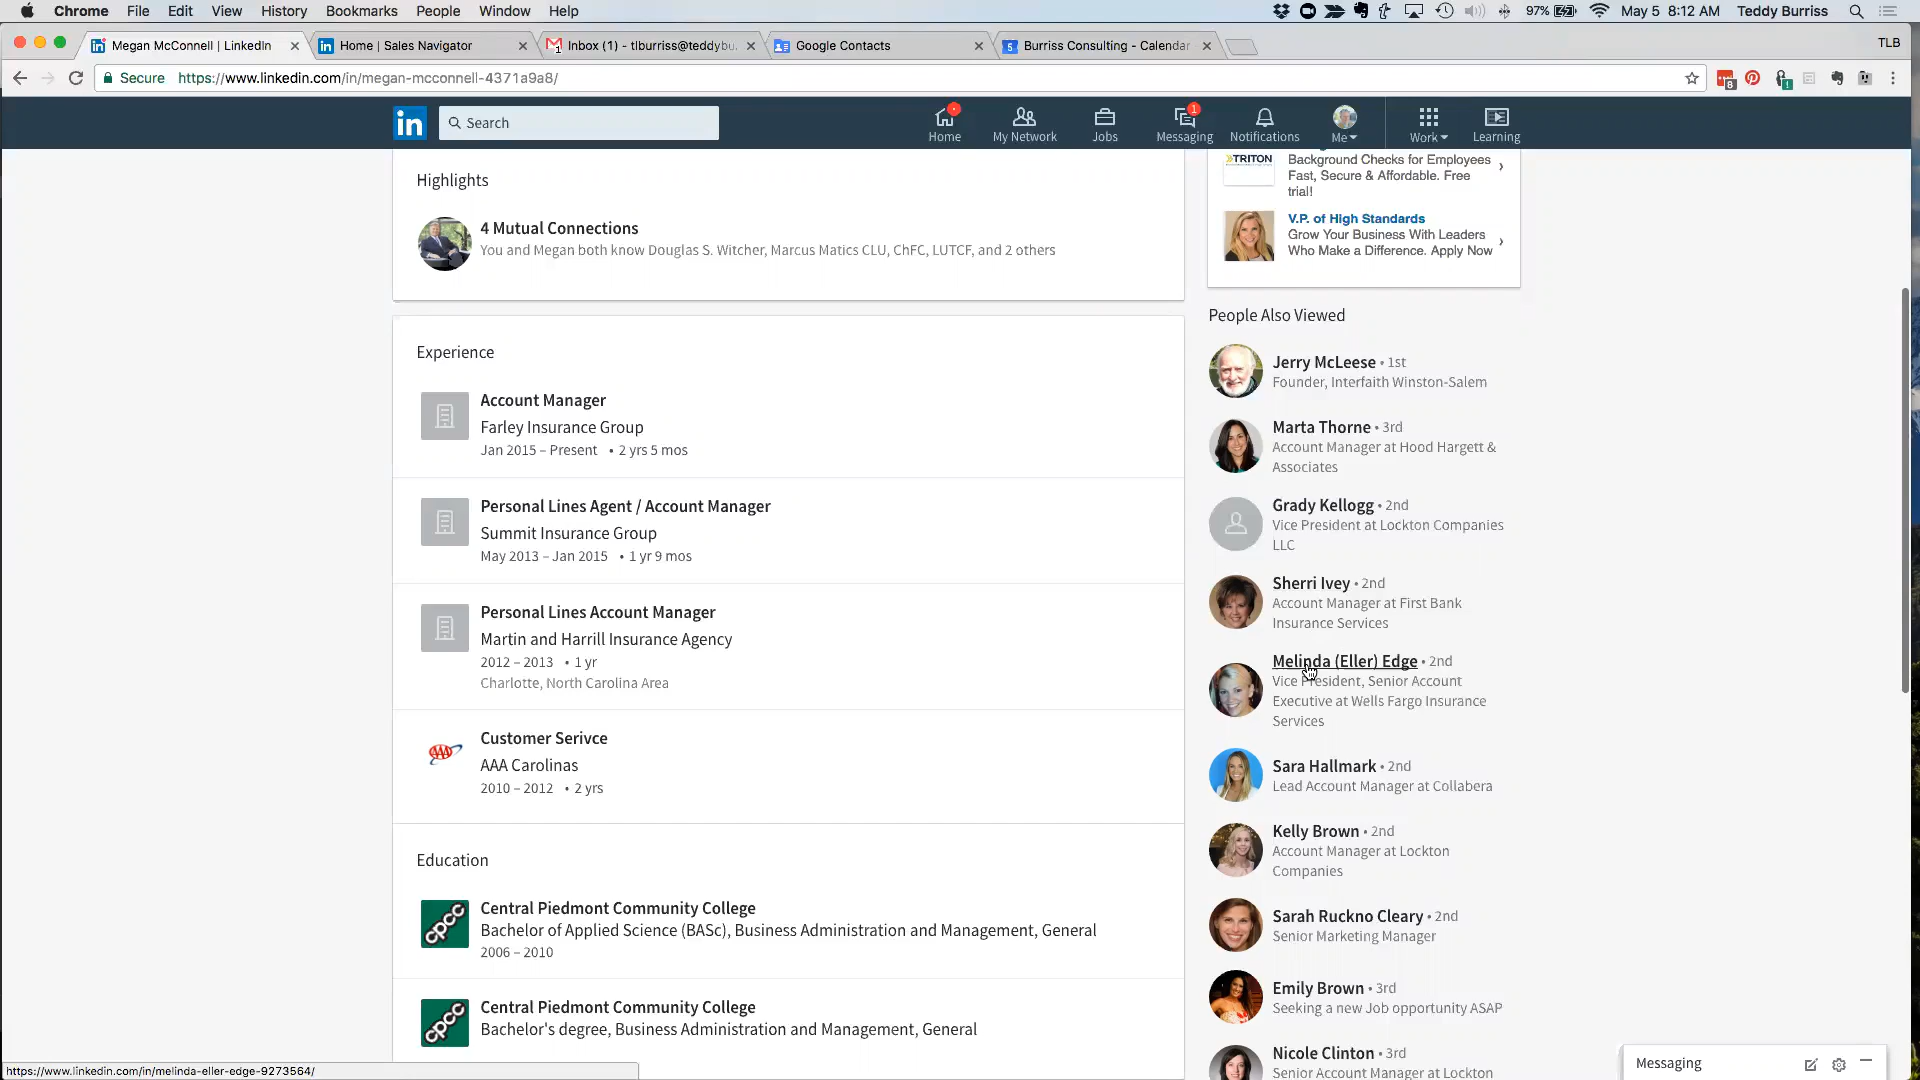 Chrome File Edit View History Bookmarks People Window Help
97% May 5 8:12 AM Teddy Burriss
Megan McConnell | LinkedIn
Home | Sales Navigator
Inbox (1) - tlburriss@teddybu
Google Contacts
Burriss Consulting - Calendar
TLB
Secure https://www.linkedin.com/in/megan-mcconnell-4371a9a8/
in Search
Home My Network Jobs Messaging Notifications Me Work Learning
Highlights
4 Mutual Connections
You and Megan both know Douglas S. Witcher, Marcus Matics CLU, ChFC, LUTCF, and 2 others
Experience
Account Manager
Farley Insurance Group
Jan 2015 – Present • 2 yrs 5 mos
Personal Lines Agent / Account Manager
Summit Insurance Group
May 2013 – Jan 2015 • 1 yr 9 mos
Personal Lines Account Manager
Martin and Harrill Insurance Agency
2012 – 2013 • 1 yr
Charlotte, North Carolina Area
AAA
Customer Serivce
AAA Carolinas
2010 – 2012 • 2 yrs
Education
cpcc
Central Piedmont Community College
Bachelor of Applied Science (BASc), Business Administration and Management, General
2006 – 2010
cpcc
Central Piedmont Community College
Bachelor's degree, Business Administration and Management, General
TRITON
Background Checks for Employees
Fast, Secure & Affordable. Free
trial!
V.P. of High Standards
Grow Your Business With Leaders
Who Make a Difference. Apply Now
People Also Viewed
Jerry McLeese • 1st
Founder, Interfaith Winston-Salem
Marta Thorne • 3rd
Account Manager at Hood Hargett &
Associates
Grady Kellogg • 2nd
Vice President at Lockton Companies
LLC
Sherri Ivey • 2nd
Account Manager at First Bank
Insurance Services
Melinda (Eller) Edge • 2nd
Vice President, Senior Account
Executive at Wells Fargo Insurance
Services
Sara Hallmark • 2nd
Lead Account Manager at Collabera
Kelly Brown • 2nd
Account Manager at Lockton
Companies
Sarah Ruckno Cleary • 2nd
Senior Marketing Manager
Emily Brown • 3rd
Seeking a new Job opportunity ASAP
Nicole Clinton • 3rd
Senior Account Manager at Lockton
Messaging
https://www.linkedin.com/in/melinda-eller-edge-9273564/